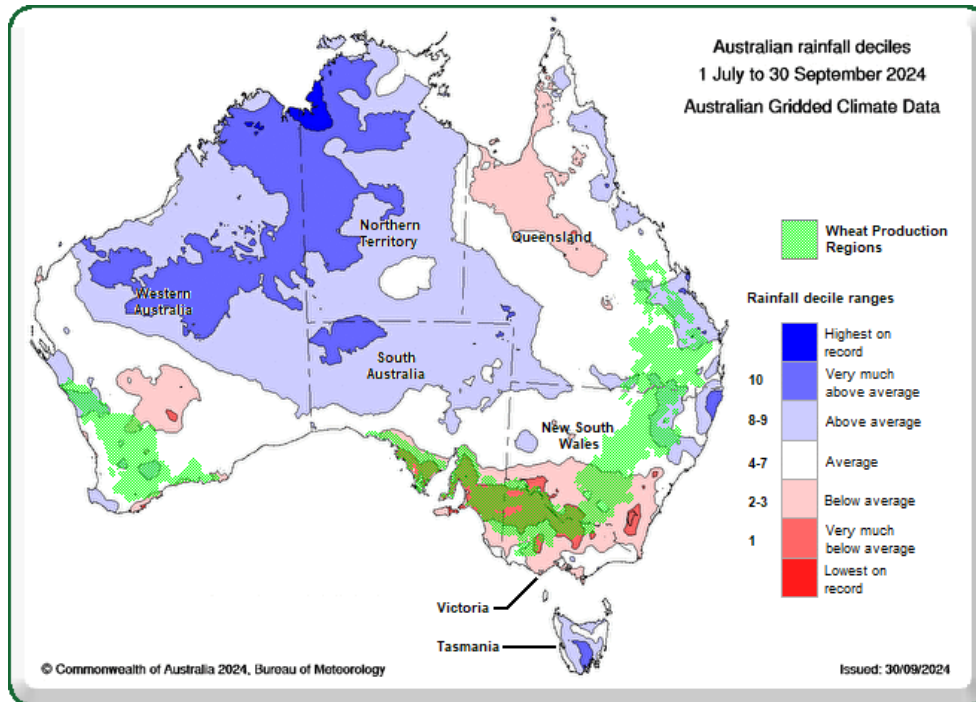 Australian rainfall deciles
1 July to 30 September 2024
Australian Gridded Climate Data
Northern
Territory
Queensland
Wheat Production
Regions
Western
Australia
South
Australia
New South
Wales
Rainfall decile ranges
Highest on
record
10 Very much
above average
8-9 Above average
4-7 Average
2-3 Below average
1 Very much
below average
Lowest on
record
Victoria
Tasmania
© Commonwealth of Australia 2024, Bureau of Meteorology
Issued: 30/09/2024